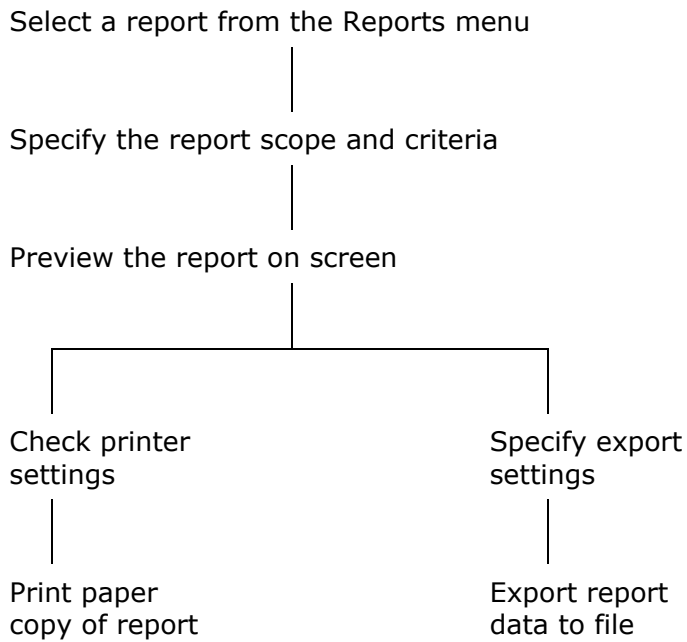 Select a report from the Reports menu
Specify the report scope and criteria
Preview the report on screen
Check printer
settings
Specify export
settings
Print paper
copy of report
Export report
data to file